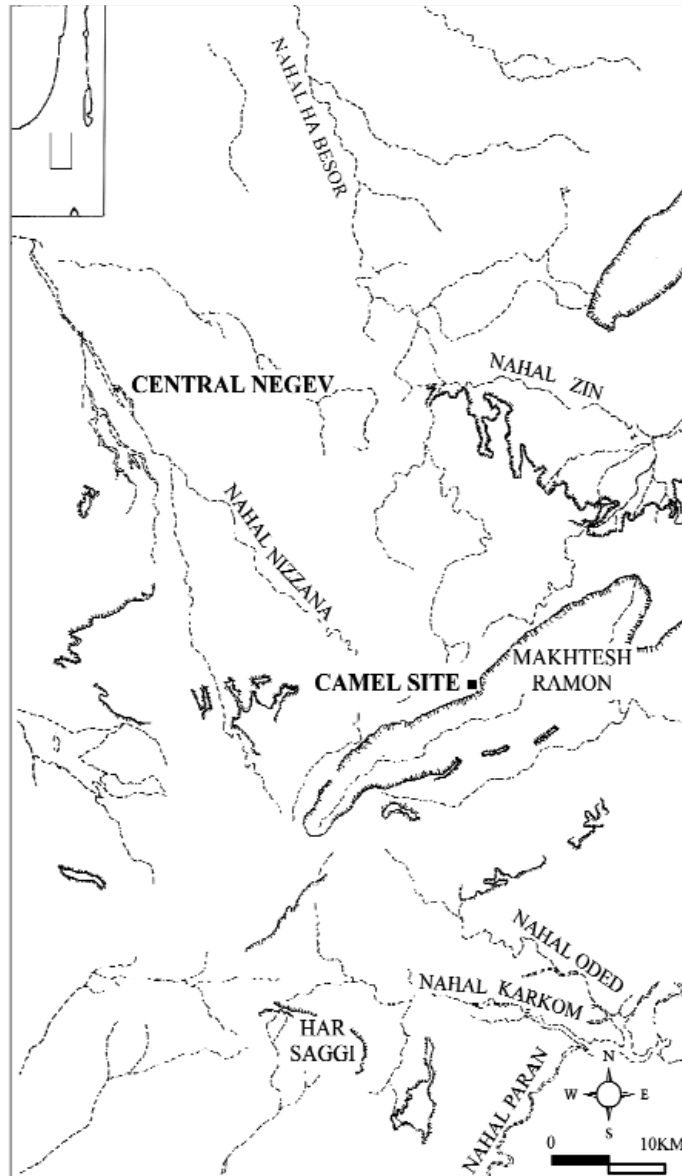 NAHAL HA BESOR
NAHAL ZIN
CENTRAL NEGEV
NAHAL NIZZANA
MAKHTESH
RAMON
CAMEL SITE
NAHAL ODED
NAHAL KARKOM
HAR
SAGGI
NAHAL PARAN
N
W E
S
0 10KM